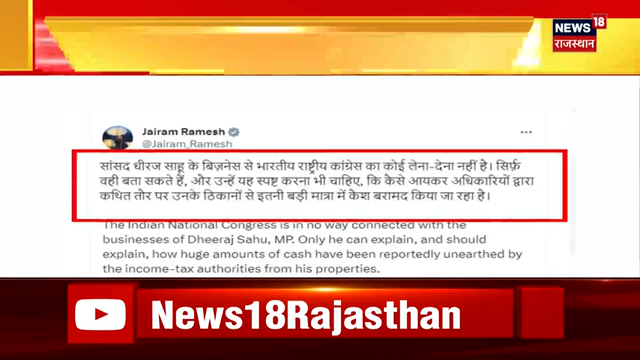 NEWS 18
राजस्थान
Jairam Ramesh
@Jairam_Ramesh
सांसद धीरज साहू के बिज़नेस से भारतीय राष्ट्रीय कांग्रेस का कोई लेना-देना नहीं है। सिर्फ़
वही बता सकते हैं, और उन्हें यह स्पष्ट करना भी चाहिए, कि कैसे आयकर अधिकारियों द्वारा
कथित तौर पर उनके ठिकानों से इतनी बड़ी मात्रा में कैश बरामद किया जा रहा है।
The Indian National Congress is in no way connected with the
businesses of Dheeraj Sahu, MP. Only he can explain, and should
explain, how huge amounts of cash have been reportedly unearthed by
the income-tax authorities from his properties.
News18Rajasthan